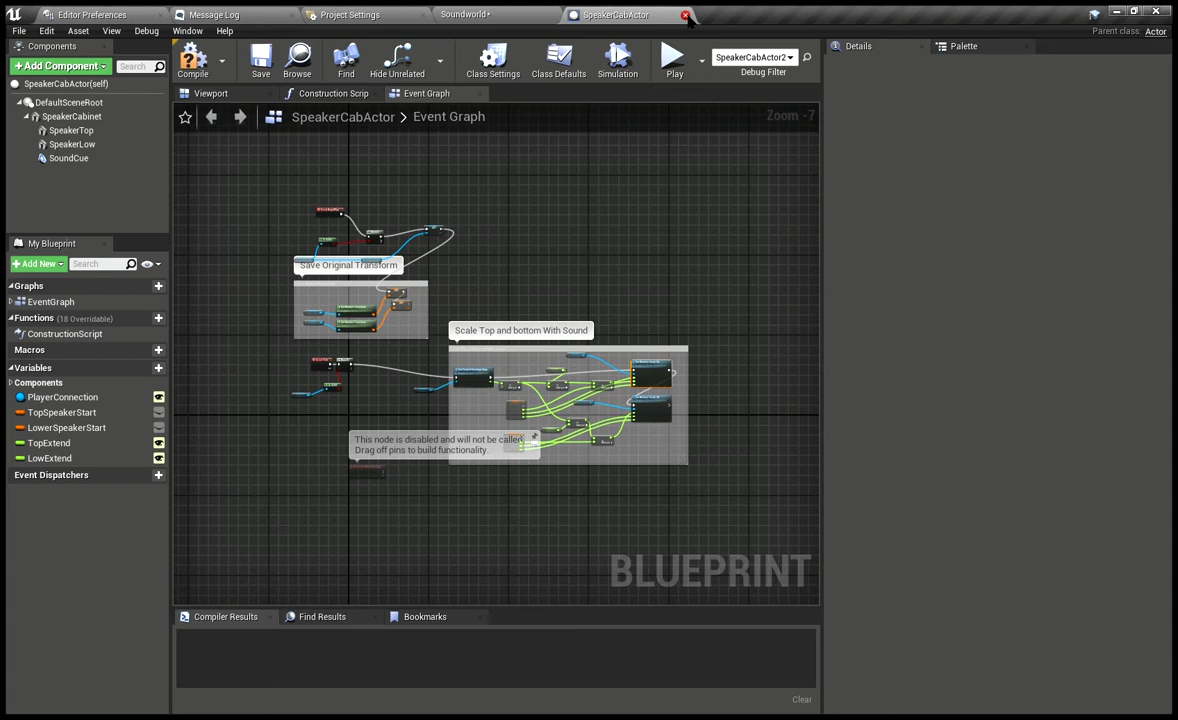 Editor Preferences
Message Log
Project Settings
Soundworld*
SpeakerCabActor
File Edit Asset View Debug Window Help
Parent class: Actor
Components
Add Component
Search
SpeakerCabActor(self)
DefaultSceneRoot
SpeakerCabinet
SpeakerTop
SpeakerLow
SoundCue
Compile
Save
Browse
Find
Hide Unrelated
Class Settings
Class Defaults
Simulation
Play
SpeakerCabActor2
Debug Filter
Details
Palette
Viewport
Construction Scrip
Event Graph
SpeakerCabActor > Event Graph
Zoom -7
Save Original Transform
Scale Top and bottom With Sound
This node is disabled and will not be called.
Drag off pins to build functionality.
BLUEPRINT
My Blueprint
Add New
Search
Graphs
EventGraph
Functions (18 Overridable)
ConstructionScript
Macros
Variables
Components
PlayerConnection
TopSpeakerStart
LowerSpeakerStart
TopExtend
LowExtend
Event Dispatchers
Compiler Results
Find Results
Bookmarks
Clear